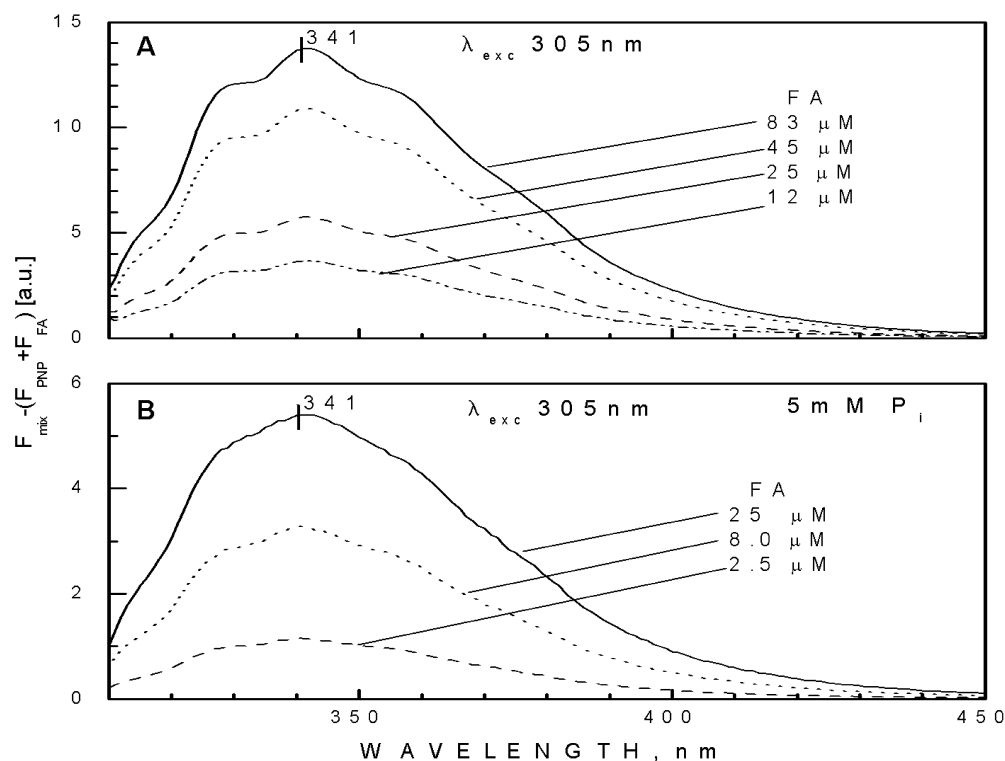 15
A
341
λexc 305nm
FA
83 μM
45 μM
25 μM
12 μM
10
5
0
Fmix -(FPNP +FFA) [a.u.]
6
B
341
λexc 305nm
5mM Pi
FA
25 μM
8.0 μM
2.5 μM
4
2
0
350
400
450
WAVELENGTH, nm